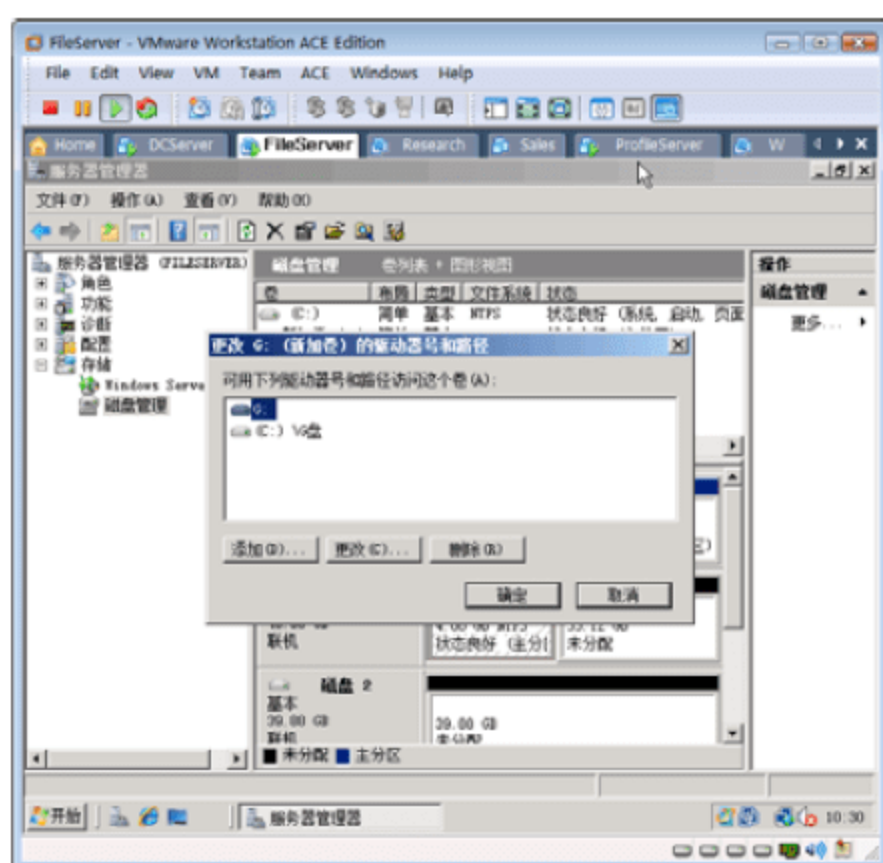 FileServer - VMware Workstation ACE Edition
File Edit View VM Team ACE Windows Help
Home DCServer FileServer Research Sales ProfileServer W
服务器管理器
文件(F) 操作(A) 查看(V) 帮助(H)
服务器管理器 (FILESERVER)
角色
功能
诊断
配置
存储
Windows Serve
磁盘管理
磁盘管理 卷列表 + 图形视图
卷 布局 类型 文件系统 状态
(C:) 简单 基本 NTFS 状态良好 (系统, 启动, 页面
操作
磁盘管理
更多...
更改 G: (新加卷) 的驱动器号和路径
可用下列驱动器号和路径访问这个卷(A):
G:
(C:) \G盘
添加(D)... 更改(C)... 删除(R)
确定 取消
联机
状态良好 (主分区
未分配
磁盘 2
基本
39.00 GB
联机
39.00 GB
未分配
未分配 主分区
开始 服务器管理器 10:30